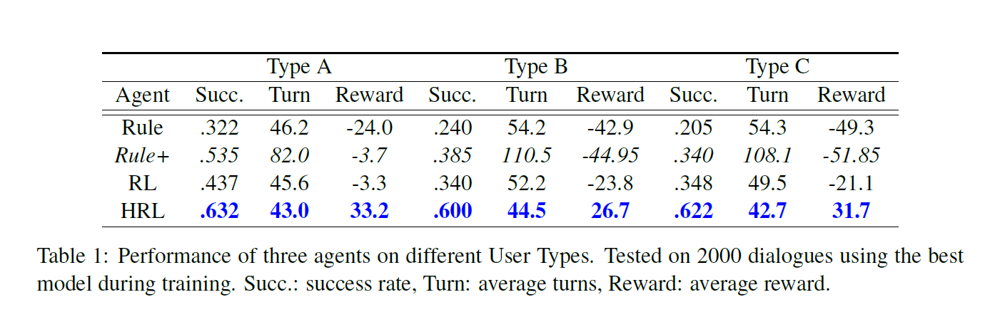 Type A Type B Type C
Agent Succ. Turn Reward Succ. Turn Reward Succ. Turn Reward
Rule .322 46.2 -24.0 .240 54.2 -42.9 .205 54.3 -49.3
Rule+ .535 82.0 -3.7 .385 110.5 -44.95 .340 108.1 -51.85
RL .437 45.6 -3.3 .340 52.2 -23.8 .348 49.5 -21.1
HRL .632 43.0 33.2 .600 44.5 26.7 .622 42.7 31.7
Table 1: Performance of three agents on different User Types. Tested on 2000 dialogues using the best
model during training. Succ.: success rate, Turn: average turns, Reward: average reward.